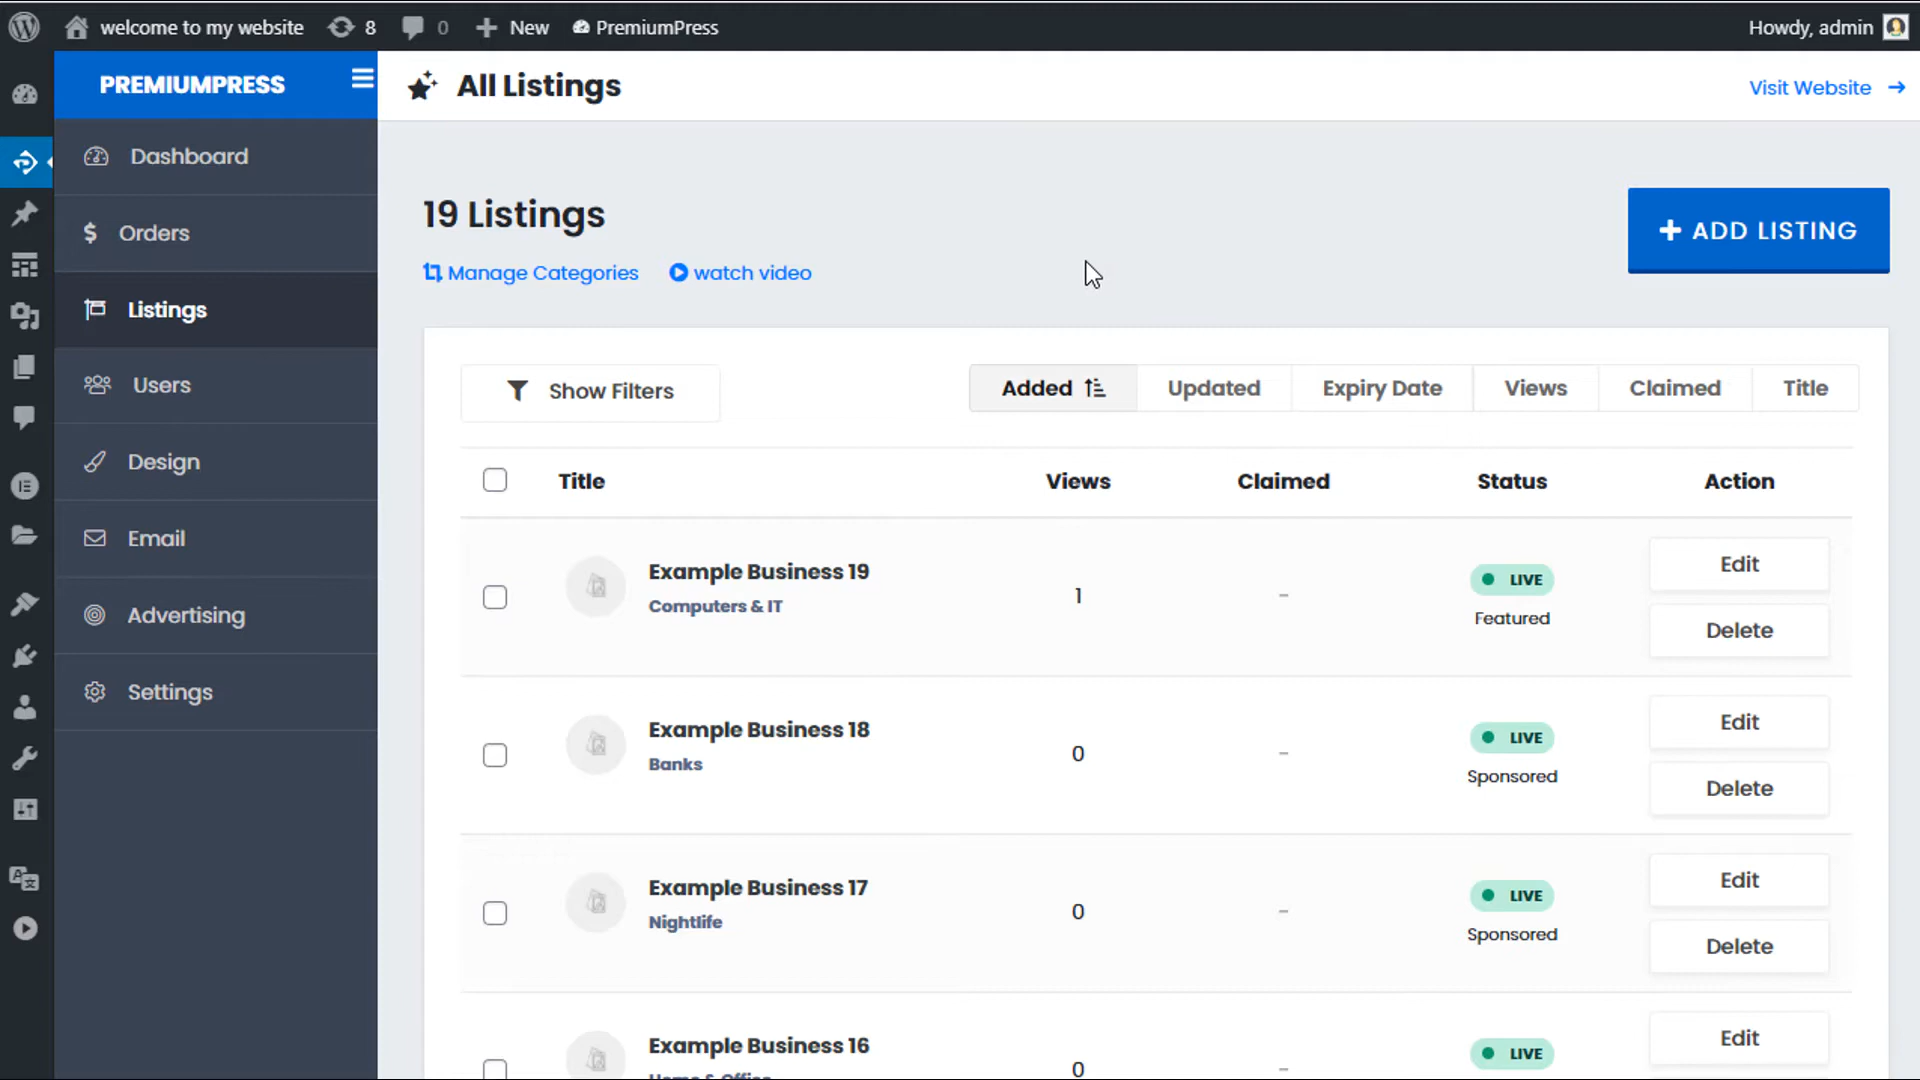 welcome to my website 8 0 New PremiumPress Howdy, admin
PREMIUMPRESS
Dashboard
Orders
Listings
Users
Design
Email
Advertising
Settings
All Listings
Visit Website
19 Listings
Manage Categories watch video
ADD LISTING
Show Filters
Added Updated Expiry Date Views Claimed Title
Title Views Claimed Status Action
Example Business 19
Computers & IT
1 - LIVE
Featured
Edit
Delete
Example Business 18
Banks
0 - LIVE
Sponsored
Edit
Delete
Example Business 17
Nightlife
0 - LIVE
Sponsored
Edit
Delete
Example Business 16
Home & Office
0 - LIVE
Edit